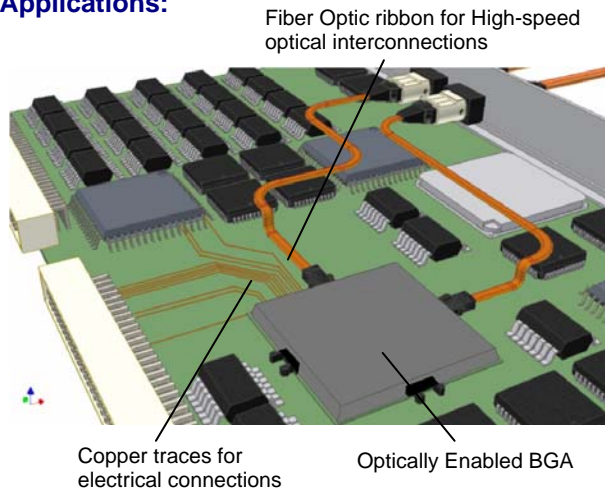 Applications:
Fiber Optic ribbon for High-speed
optical interconnections
Copper traces for
electrical connections
Optically Enabled BGA